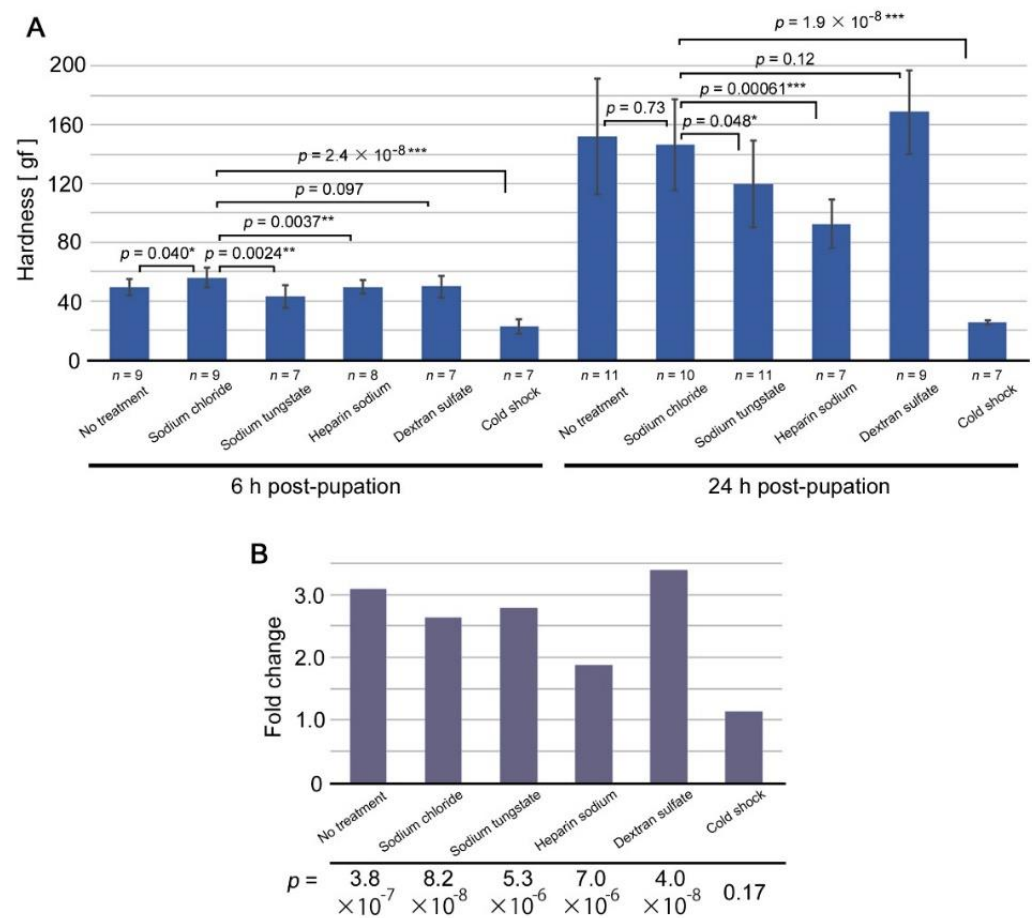 A
p = 1.9 × 10⁻⁸ ***
200
p = 0.12
p = 0.00061***
160
p = 0.73
p = 0.048*
Hardness [ gf ]
p = 2.4 × 10⁻⁸ ***
120
p = 0.097
80
p = 0.0037**
p = 0.040*
p = 0.0024**
40
0
n = 9
n = 9
n = 7
n = 8
n = 7
n = 7
n = 11
n = 10
n = 11
n = 7
n = 9
n = 7
No treatment
Sodium chloride
Sodium tungstate
Heparin sodium
Dextran sulfate
Cold shock
No treatment
Sodium chloride
Sodium tungstate
Heparin sodium
Dextran sulfate
Cold shock
6 h post-pupation
24 h post-pupation
B
Fold change
3.0
2.0
1.0
0
No treatment
Sodium chloride
Sodium tungstate
Heparin sodium
Dextran sulfate
Cold shock
p = 3.8 8.2 5.3 7.0 4.0 0.17
×10⁻⁷ ×10⁻⁸ ×10⁻⁶ ×10⁻⁶ ×10⁻⁸